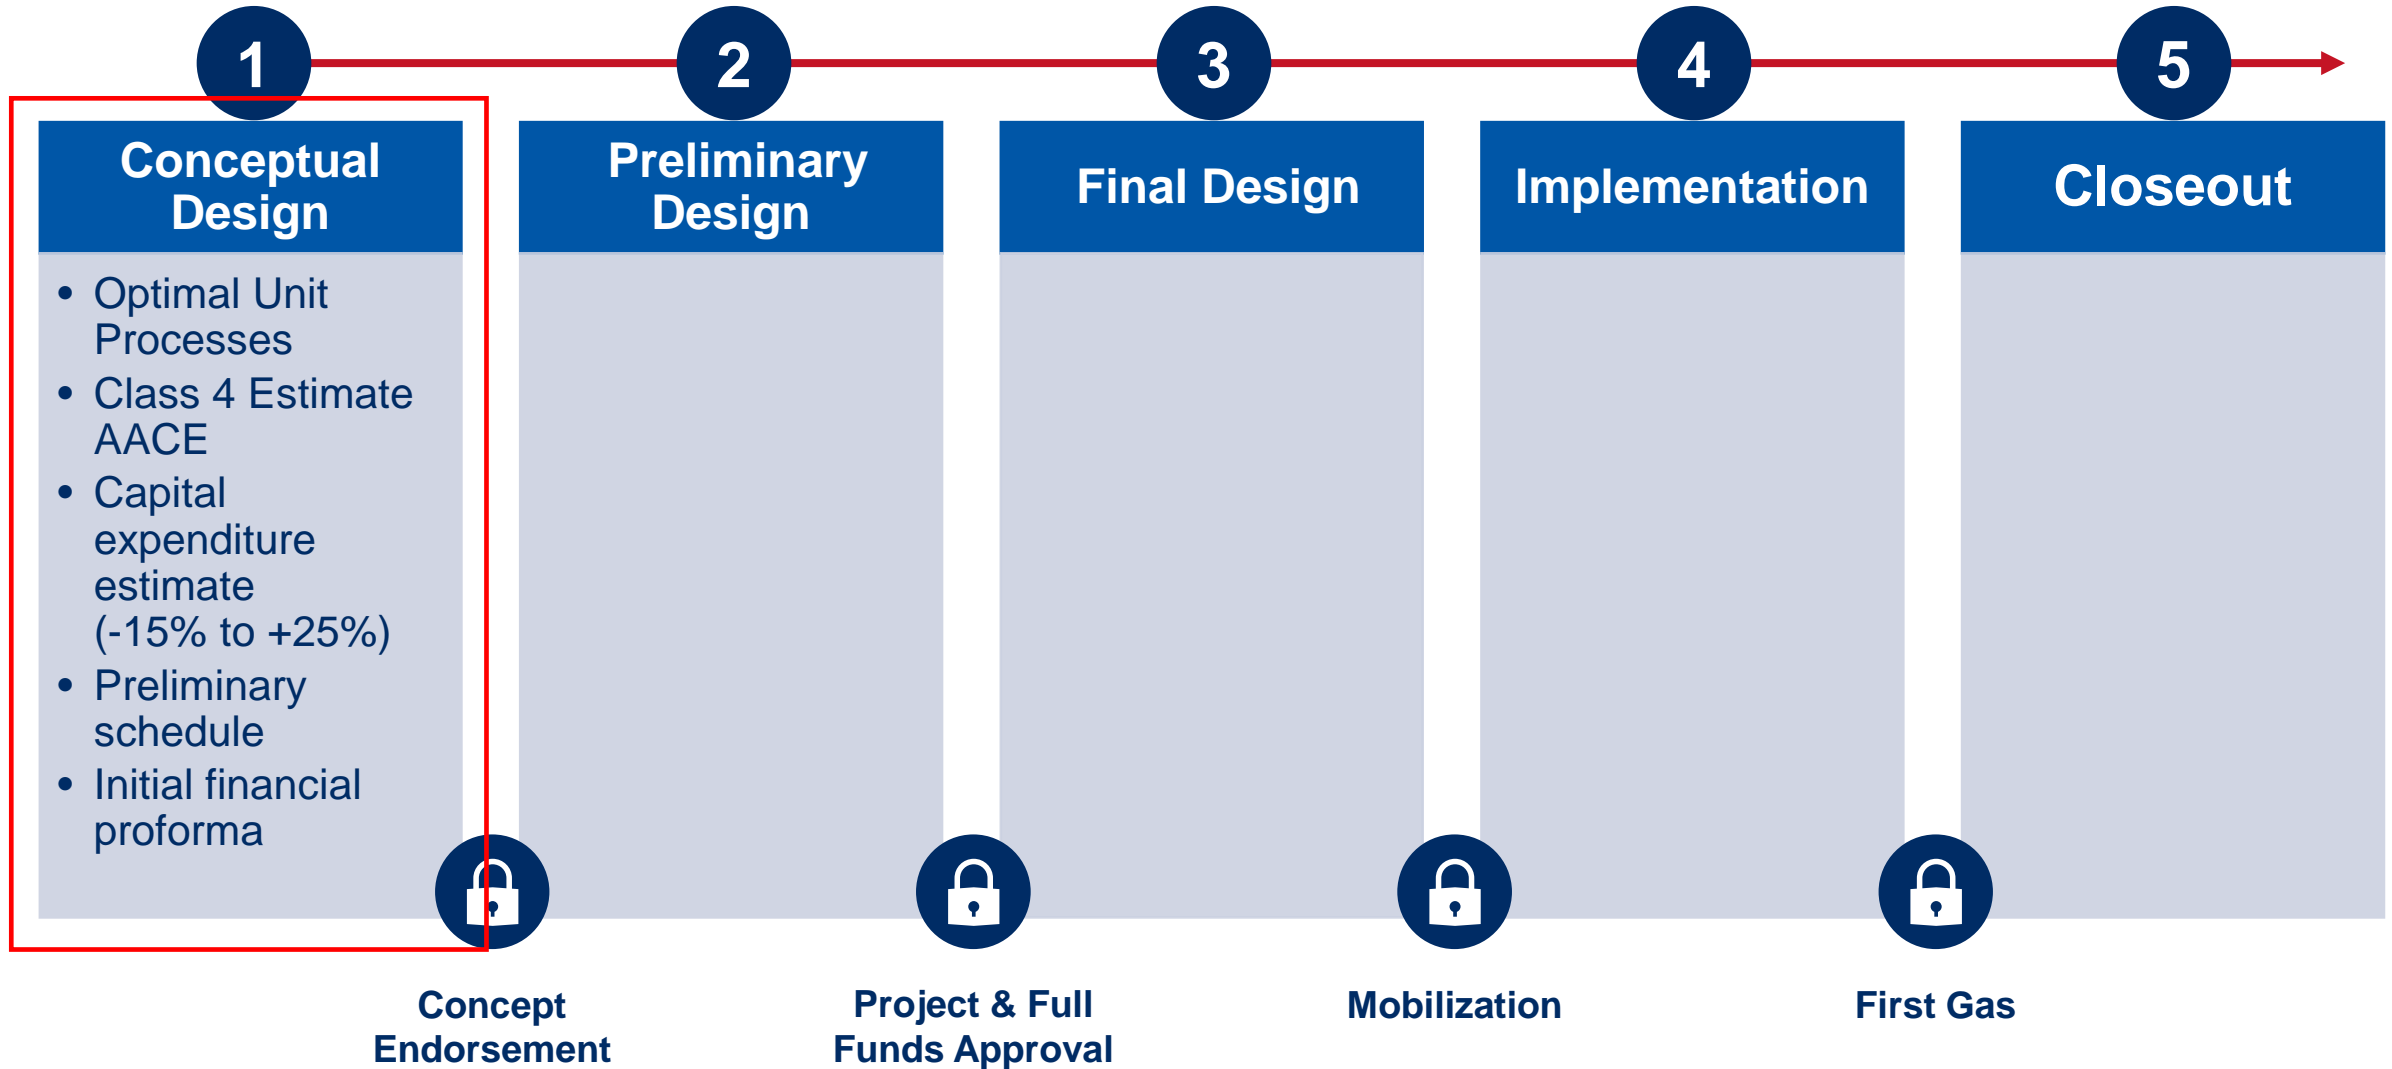 1
2
3
4
5
Conceptual
Design
Preliminary
Design
Final Design
Implementation
Closeout
• Optimal Unit
Processes
• Class 4 Estimate
AACE
• Capital
expenditure
estimate
(-15% to +25%)
• Preliminary
schedule
• Initial financial
proforma
Concept
Endorsement
Project & Full
Funds Approval
Mobilization
First Gas